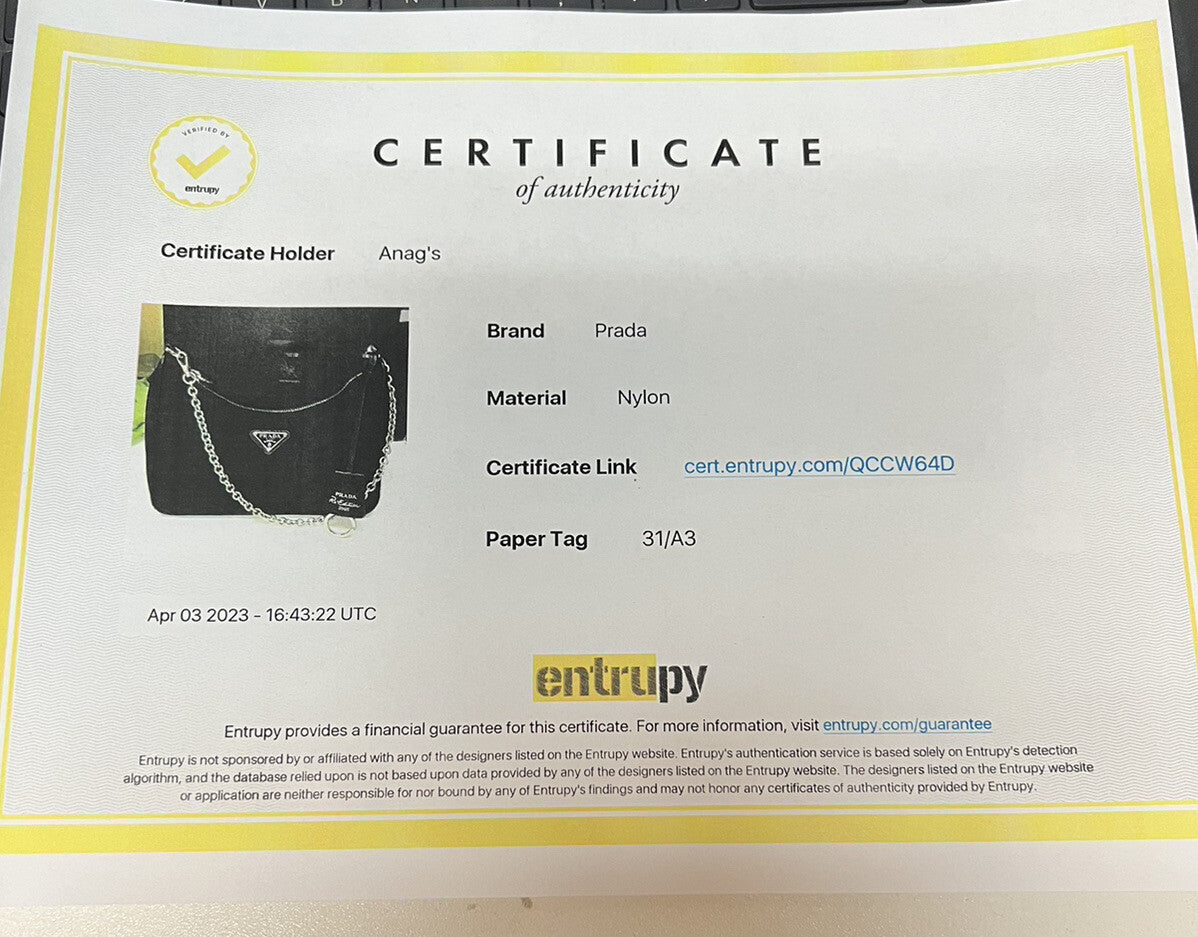 VERIFIED BY
entrupy
CERTIFICATE
of authenticity
Certificate Holder Anag's
Brand Prada
Material Nylon
Certificate Link cert.entrupy.com/QCCW64D
Paper Tag 31/A3
PRADA
PRADA
Re-Edition
Apr 03 2023 - 16:43:22 UTC
entrupy
Entrupy provides a financial guarantee for this certificate. For more information, visit entrupy.com/guarantee
Entrupy is not sponsored by or affiliated with any of the designers listed on the Entrupy website. Entrupy's authentication service is based solely on Entrupy's detection
algorithm, and the database relied upon is not based upon data provided by any of the designers listed on the Entrupy website. The designers listed on the Entrupy website
or application are neither responsible for nor bound by any of Entrupy's findings and may not honor any certificates of authenticity provided by Entrupy.